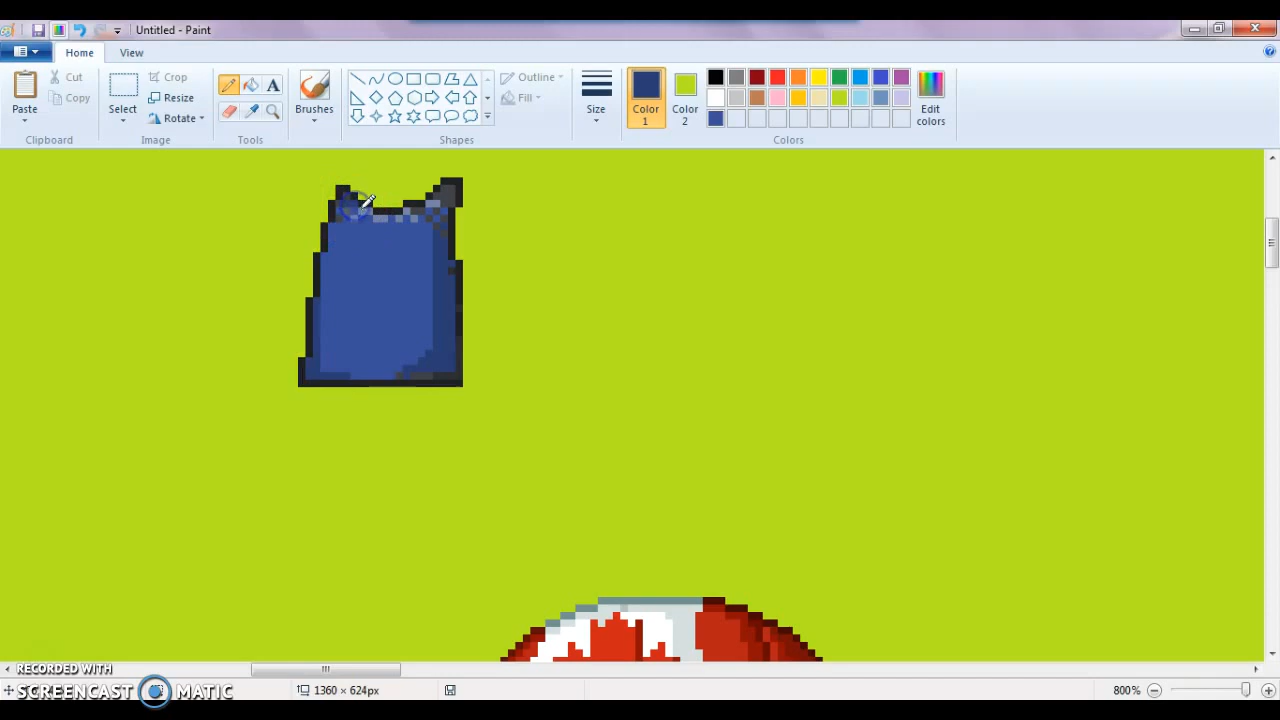 Untitled - Paint
Home View
Paste
Cut
Copy
Clipboard
Select
Crop
Resize
Rotate
Image
A
Tools
Brushes
Shapes
Outline
Fill
Size
Color 1
Color 2
Edit colors
Colors
RECORDED WITH
SCREENCAST MATIC
1360 × 624px
800%